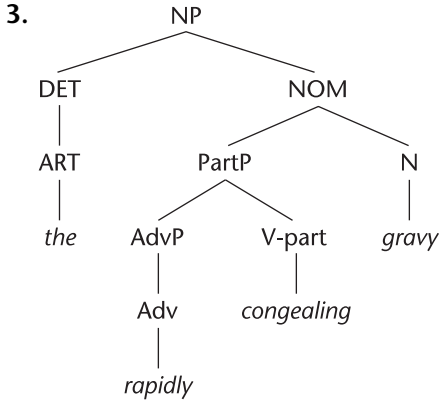 3.
NP
DET NOM
ART PartP N
the AdvP V-part gravy
Adv congealing
rapidly